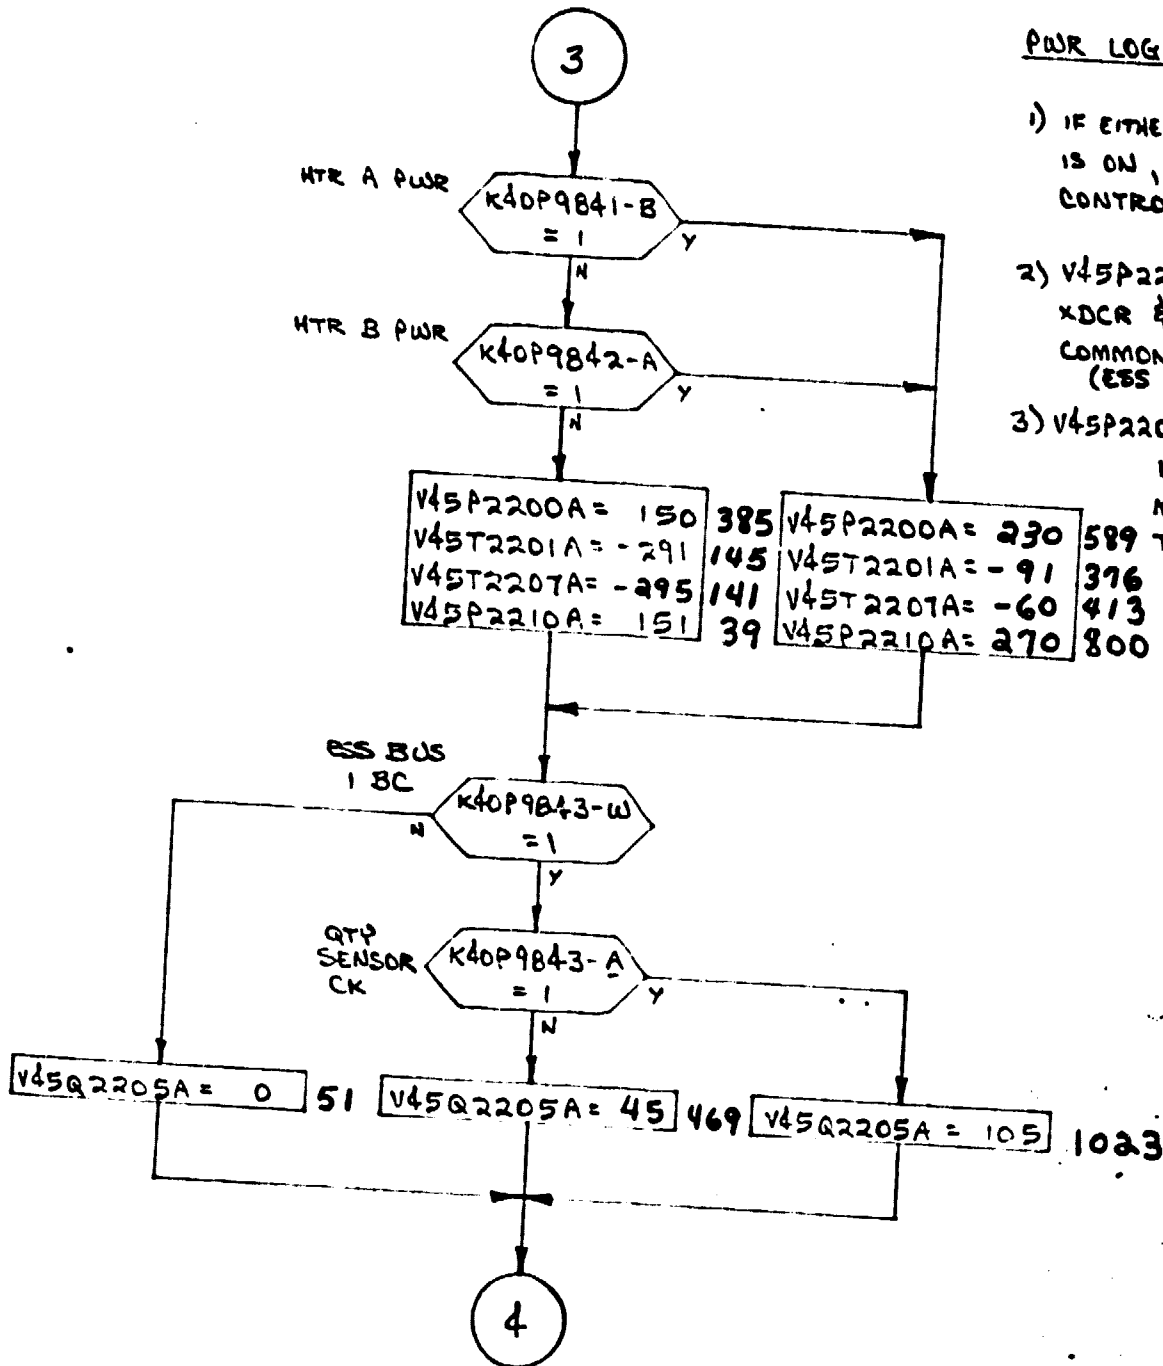 3
PWR LOG
1) IF EITHE
IS ON,
CONTRO
2) V45P22
XDCR &
COMMON
(ESS
3) V45P220
HTR A PWR
K40P9841-B
= 1
Y
N
HTR B PWR
K40P9842-A
= 1
Y
N
V45P2200A = 150 385
V45T2201A = -291 145
V45T2207A = -295 141
V45P2210A = 151 39
V45P2200A = 230 589
V45T2201A = -91 376
V45T2207A = -60 413
V45P2210A = 270 800
ESS BUS
1 BC
K40P9843-W
= 1
N
Y
QTY
SENSOR
CK
K40P9843-A
= 1
Y
N
V45Q2205A = 0 51
V45Q2205A = 45 469
V45Q2205A = 105 1023
4